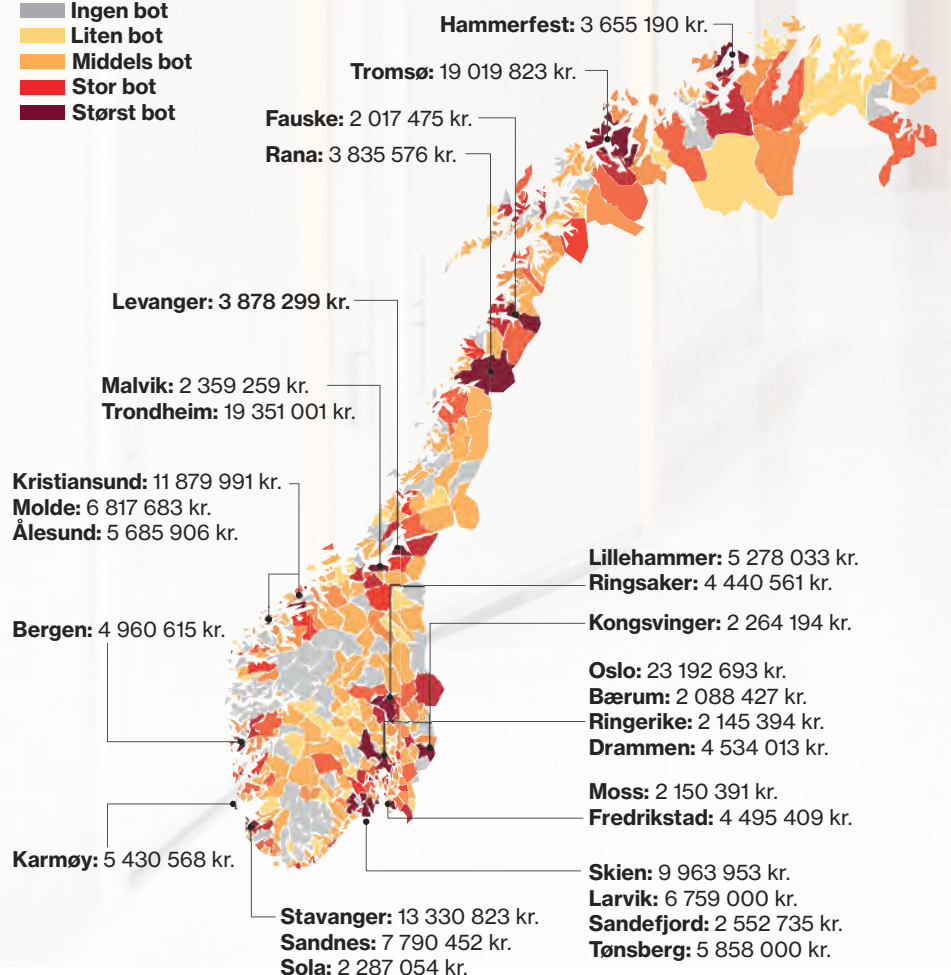 Ingen bot
Liten bot
Middels bot
Stor bot
Størst bot
Hammerfest: 3 655 190 kr.
Tromsø: 19 019 823 kr.
Fauske: 2 017 475 kr.
Rana: 3 835 576 kr.
Levanger: 3 878 299 kr.
Malvik: 2 359 259 kr.
Trondheim: 19 351 001 kr.
Kristiansund: 11 879 991 kr.
Molde: 6 817 683 kr.
Ålesund: 5 685 906 kr.
Bergen: 4 960 615 kr.
Karmøy: 5 430 568 kr.
Stavanger: 13 330 823 kr.
Sandnes: 7 790 452 kr.
Sola: 2 287 054 kr.
Lillehammer: 5 278 033 kr.
Ringsaker: 4 440 561 kr.
Kongsvinger: 2 264 194 kr.
Oslo: 23 192 693 kr.
Bærum: 2 088 427 kr.
Ringerike: 2 145 394 kr.
Drammen: 4 534 013 kr.
Moss: 2 150 391 kr.
Fredrikstad: 4 495 409 kr.
Skien: 9 963 953 kr.
Larvik: 6 759 000 kr.
Sandefjord: 2 552 735 kr.
Tønsberg: 5 858 000 kr.